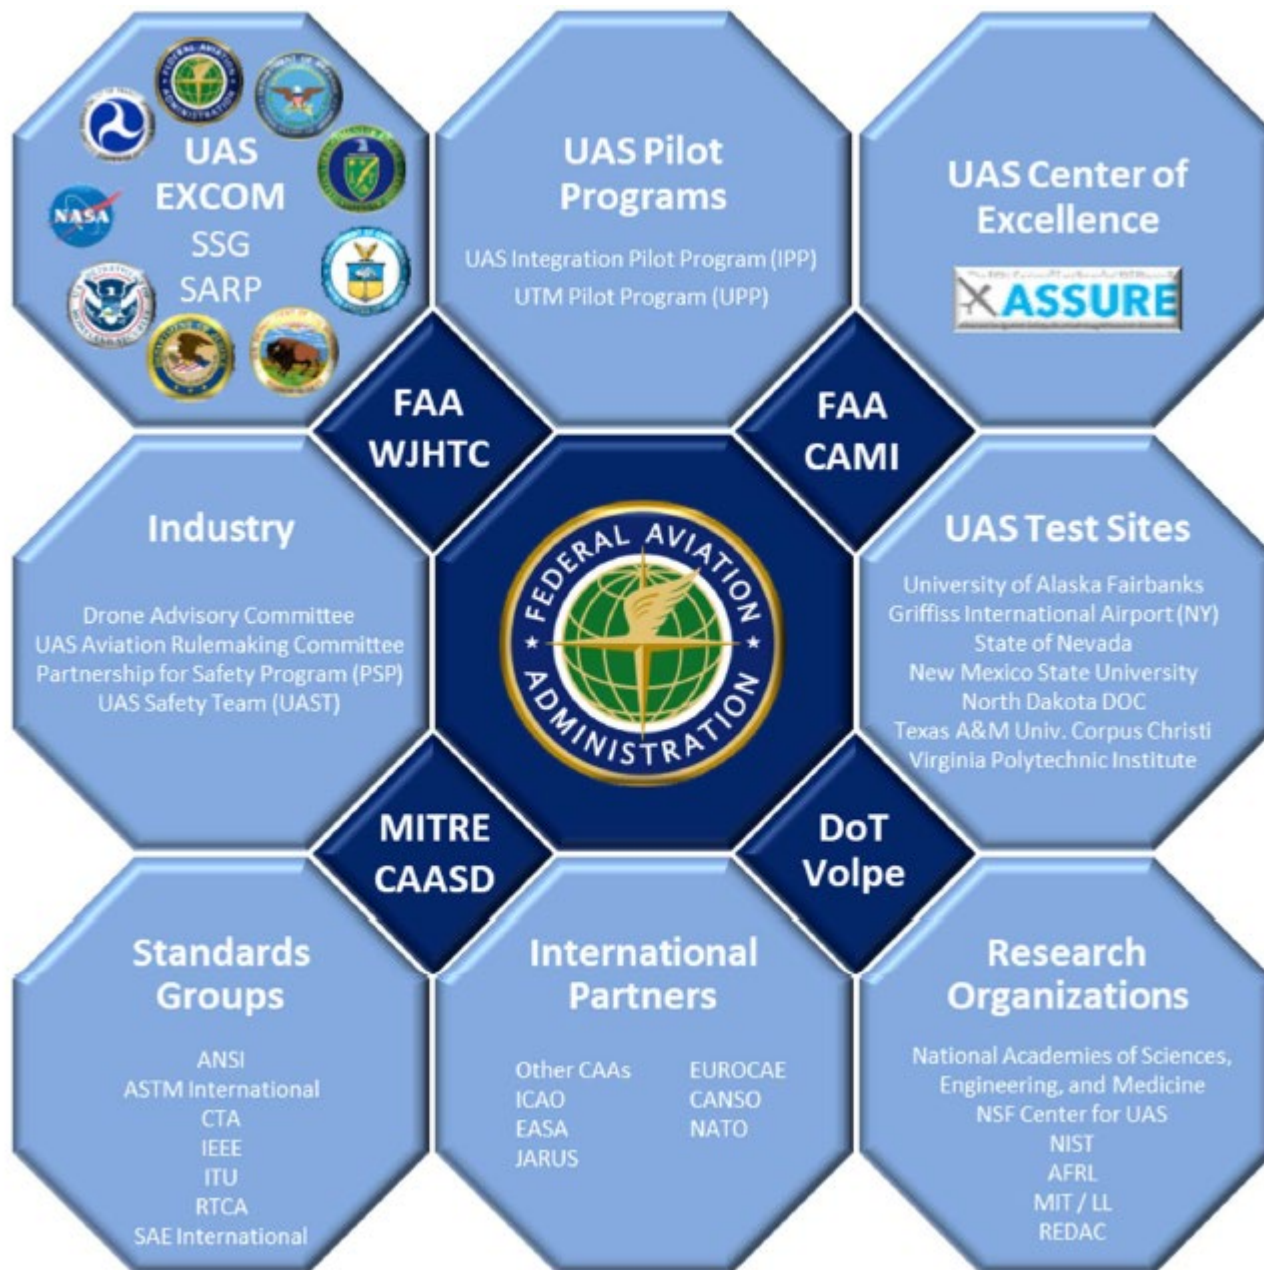 UAS
EXCOM
SSG
SARP
FEDERAL AVIATION
ADMINISTRATION
NASA
UAS Pilot
Programs
UAS Integration Pilot Program (IPP)
UTM Pilot Program (UPP)
UAS Center of
Excellence
ASSURE
FAA
WJHTC
FAA
CAMI
Industry
Drone Advisory Committee
UAS Aviation Rulemaking Committee
Partnership for Safety Program (PSP)
UAS Safety Team (UAST)
FEDERAL AVIATION
ADMINISTRATION
UAS Test Sites
University of Alaska Fairbanks
Griffiss International Airport (NY)
State of Nevada
New Mexico State University
North Dakota DOC
Texas A&M Univ. Corpus Christi
Virginia Polytechnic Institute
MITRE
CAASD
DoT
Volpe
Standards
Groups
ANSI
ASTM International
CTA
IEEE
ITU
RTCA
SAE International
International
Partners
Other CAAs
ICAO
EASA
JARUS
EUROCAE
CANSO
NATO
Research
Organizations
National Academies of Sciences,
Engineering, and Medicine
NSF Center for UAS
NIST
AFRL
MIT / LL
REDAC